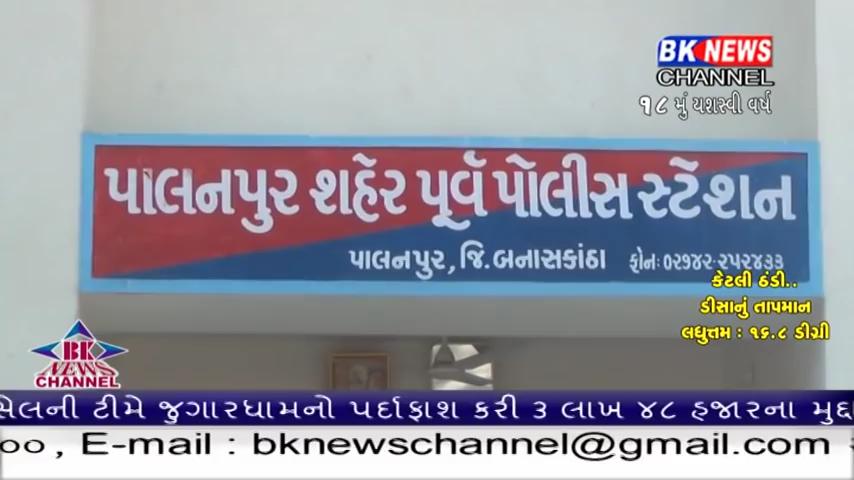 BK NEWS
CHANNEL
૧૮ મું યશસ્વી વર્ષ
પાલનપુર શહેર પૂર્વ પોલીસ સ્ટેશન
પાલનપુર, જિ. બનાસકાંઠા ફોન: ૦૨૭૪૨-૨૫૨૪૩૩
કેટલી ઠંડી..
ડીસાનું તાપમાન
લઘુત્તમ : ૧૬.૮ ડીગ્રી
BK
NEWS
CHANNEL
સેલની ટીમે જુગારધામનો પર્દાફાશ કરી 3 લાખ ૪૮ હજારના
૦૦ , E-mail : bknewschannel@gmail.com